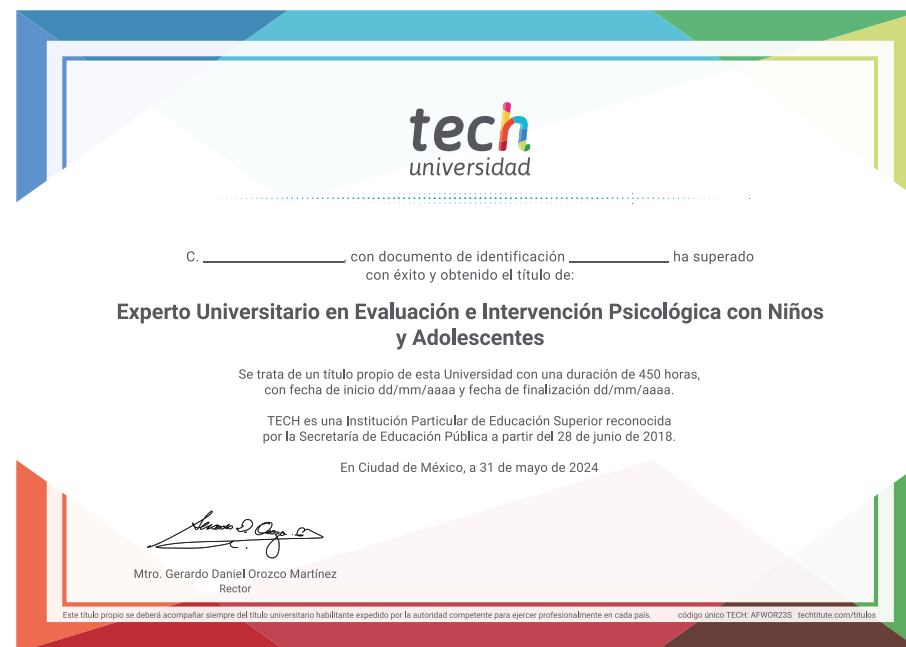 tech
universidad
C. ____________, con documento de identificación ____________ ha superado
con éxito y obtenido el título de:
Experto Universitario en Evaluación e Intervención Psicológica con Niños
y Adolescentes
Se trata de un título propio de esta Universidad con una duración de 450 horas,
con fecha de inicio dd/mm/aaaa y fecha de finalización dd/mm/aaaa.
TECH es una Institución Particular de Educación Superior reconocida
por la Secretaría de Educación Pública a partir del 28 de junio de 2018.
En Ciudad de México, a 31 de mayo de 2024
Mtro. Gerardo Daniel Orozco Martínez
Rector
Este título propio se deberá acompañar siempre del título universitario habilitante expedido por la autoridad competente para ejercer profesionalmente en cada país. código único TECH: AFWOR23S techtitute.com/titulos